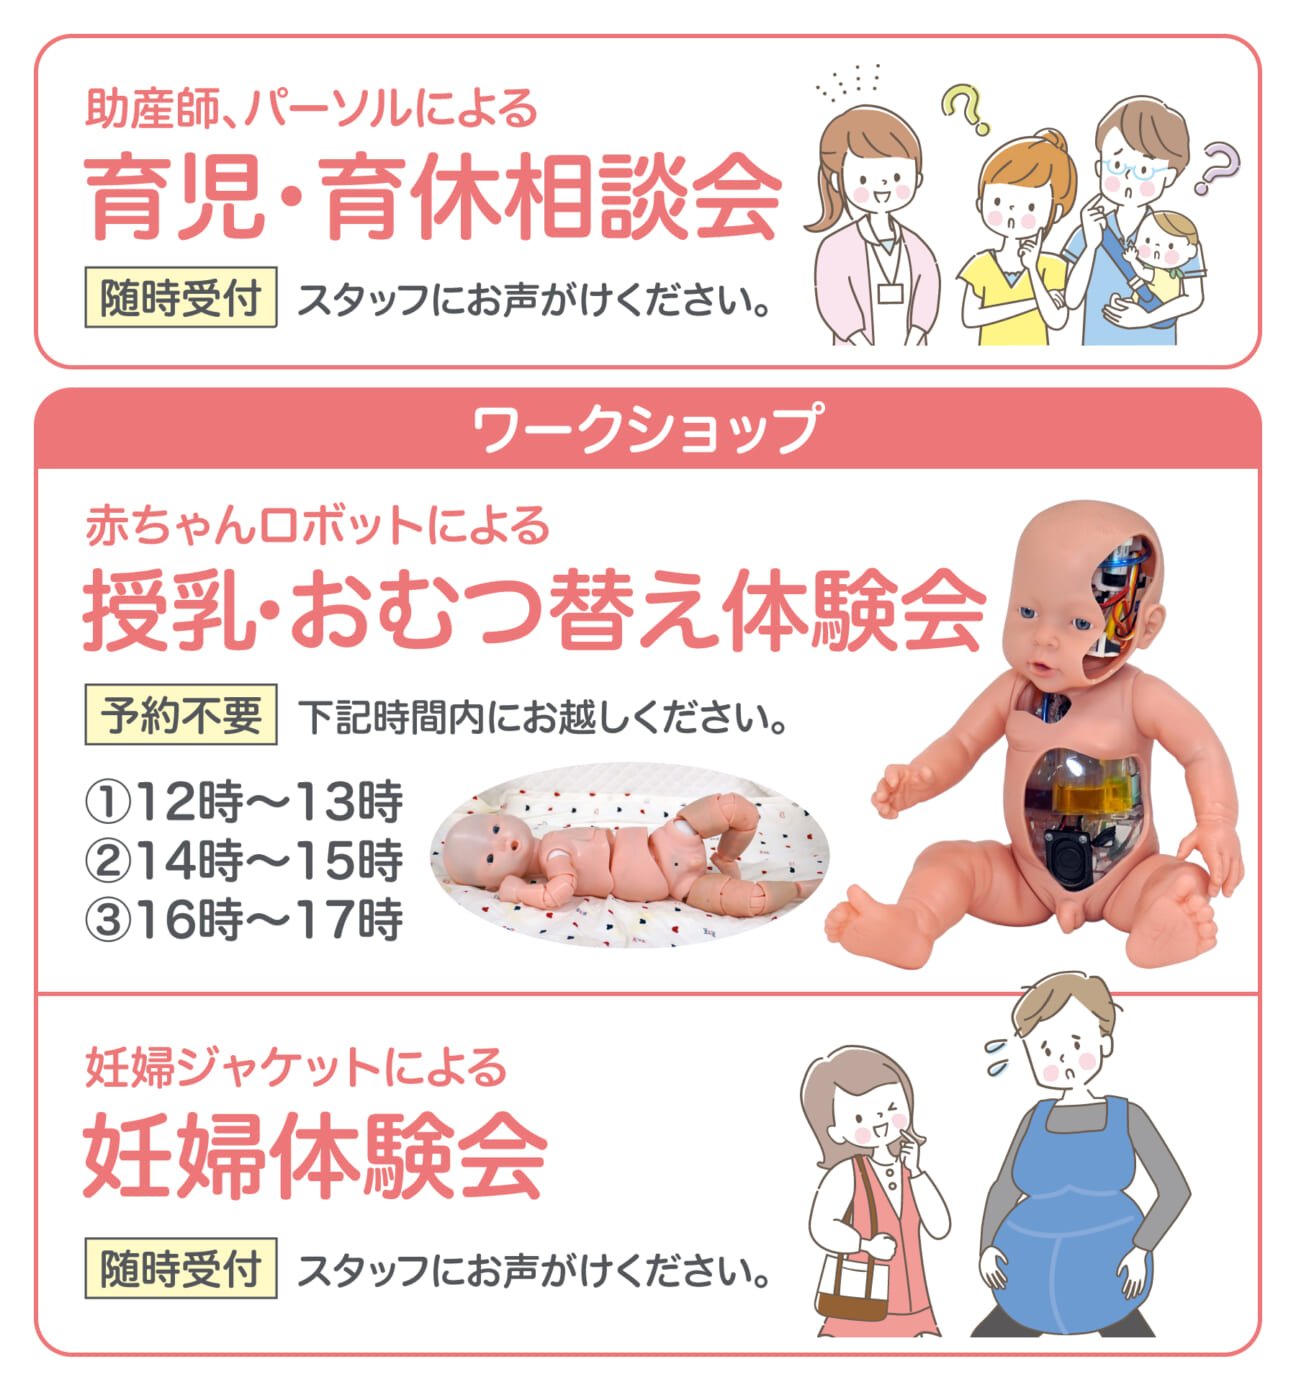 助産師、パーソルによる
育児・育休相談会
随時受付 スタッフにお声がけください。
ワークショップ
赤ちゃんロボットによる
授乳・おむつ替え体験会
予約不要 下記時間内にお越しください。
①12時〜13時
②14時〜15時
③16時〜17時
妊婦ジャケットによる
妊婦体験会
随時受付 スタッフにお声がけください。